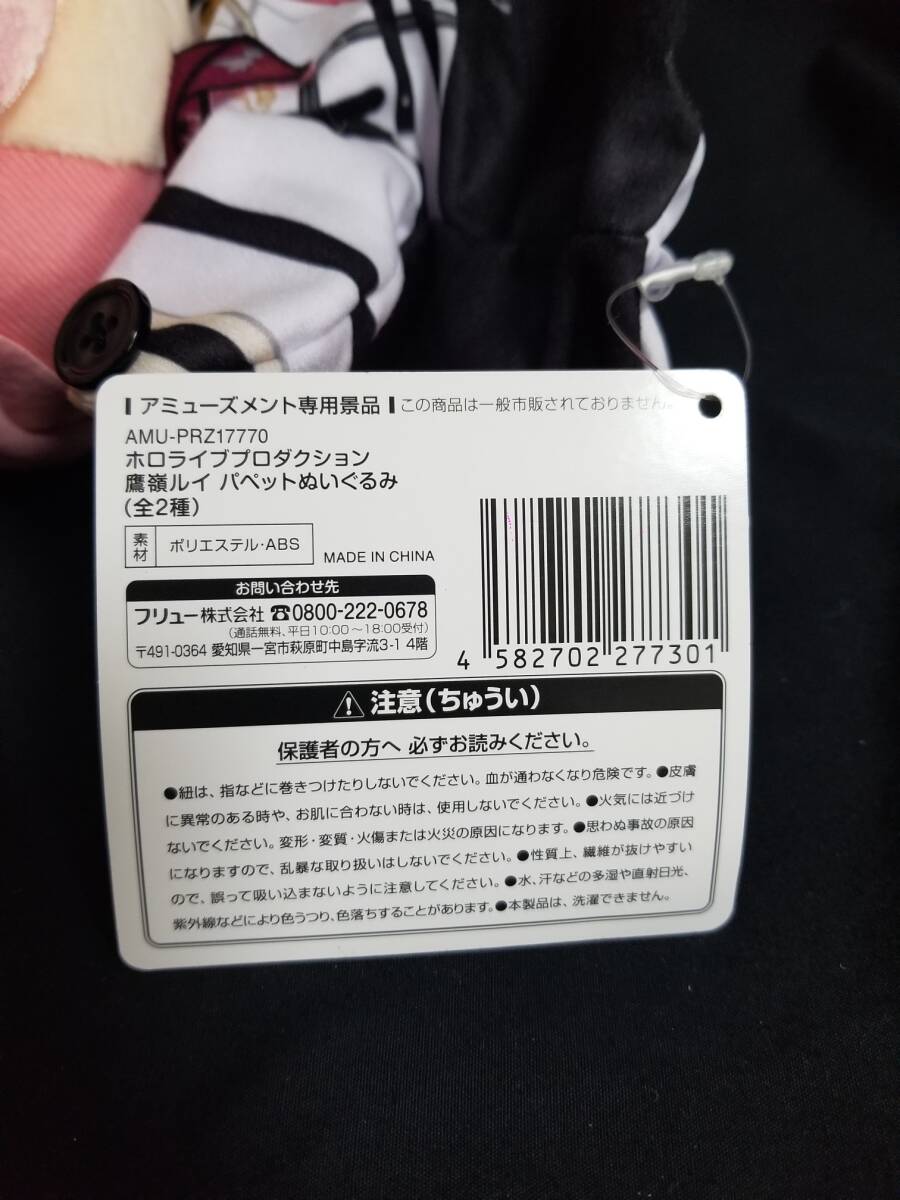 アミューズメント専用景品 この商品は一般市販されておりません。
AMU-PRZ17770
ホロライブプロダクション
鷹嶺ルイ パペットぬいぐるみ
(全2種)
素材 ポリエステル・ABS
MADE IN CHINA
お問い合わせ先
フリュー株式会社 ☎0800-222-0678
(通話無料、平日10:00〜18:00受付)
〒491-0364 愛知県一宮市萩原町中島字流3-1 4階
4 582702 277301
⚠ 注意(ちゅうい)
保護者の方へ 必ずお読みください。
●紐は、指などに巻きつけたりしないでください。血が通わなくなり危険です。●皮膚
に異常のある時や、お肌に合わない時は、使用しないでください。●火気には近づけ
ないでください。変形・変質・火傷または火災の原因になります。●思わぬ事故の原因
になりますので、乱暴な取り扱いはしないでください。●性質上、繊維が抜けやすい
ので、誤って吸い込まないように注意してください。●水、汗などの多湿や直射日光、
紫外線などにより色うつり、色落ちすることがあります。●本製品は、洗濯できません。